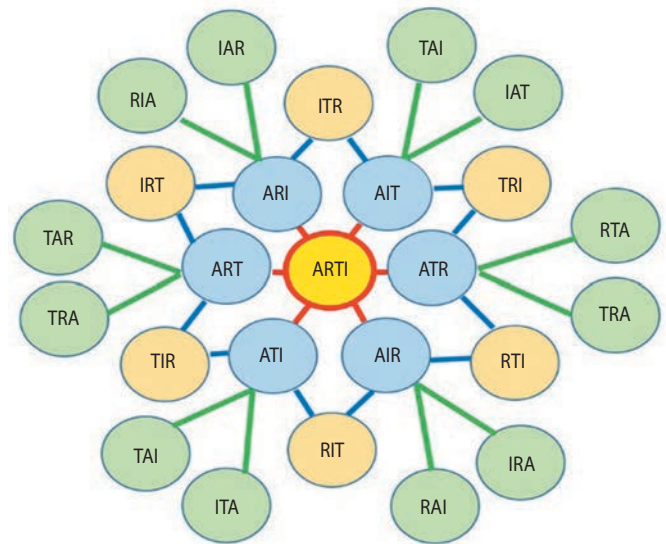 IAR
TAI
RIA
IAT
ITR
IRT
ARI
AIT
TRI
TAR
RTA
ART
ARTI
ATR
TRA
TRA
TIR
ATI
AIR
RTI
TAI
RIT
IRA
ITA
RAI